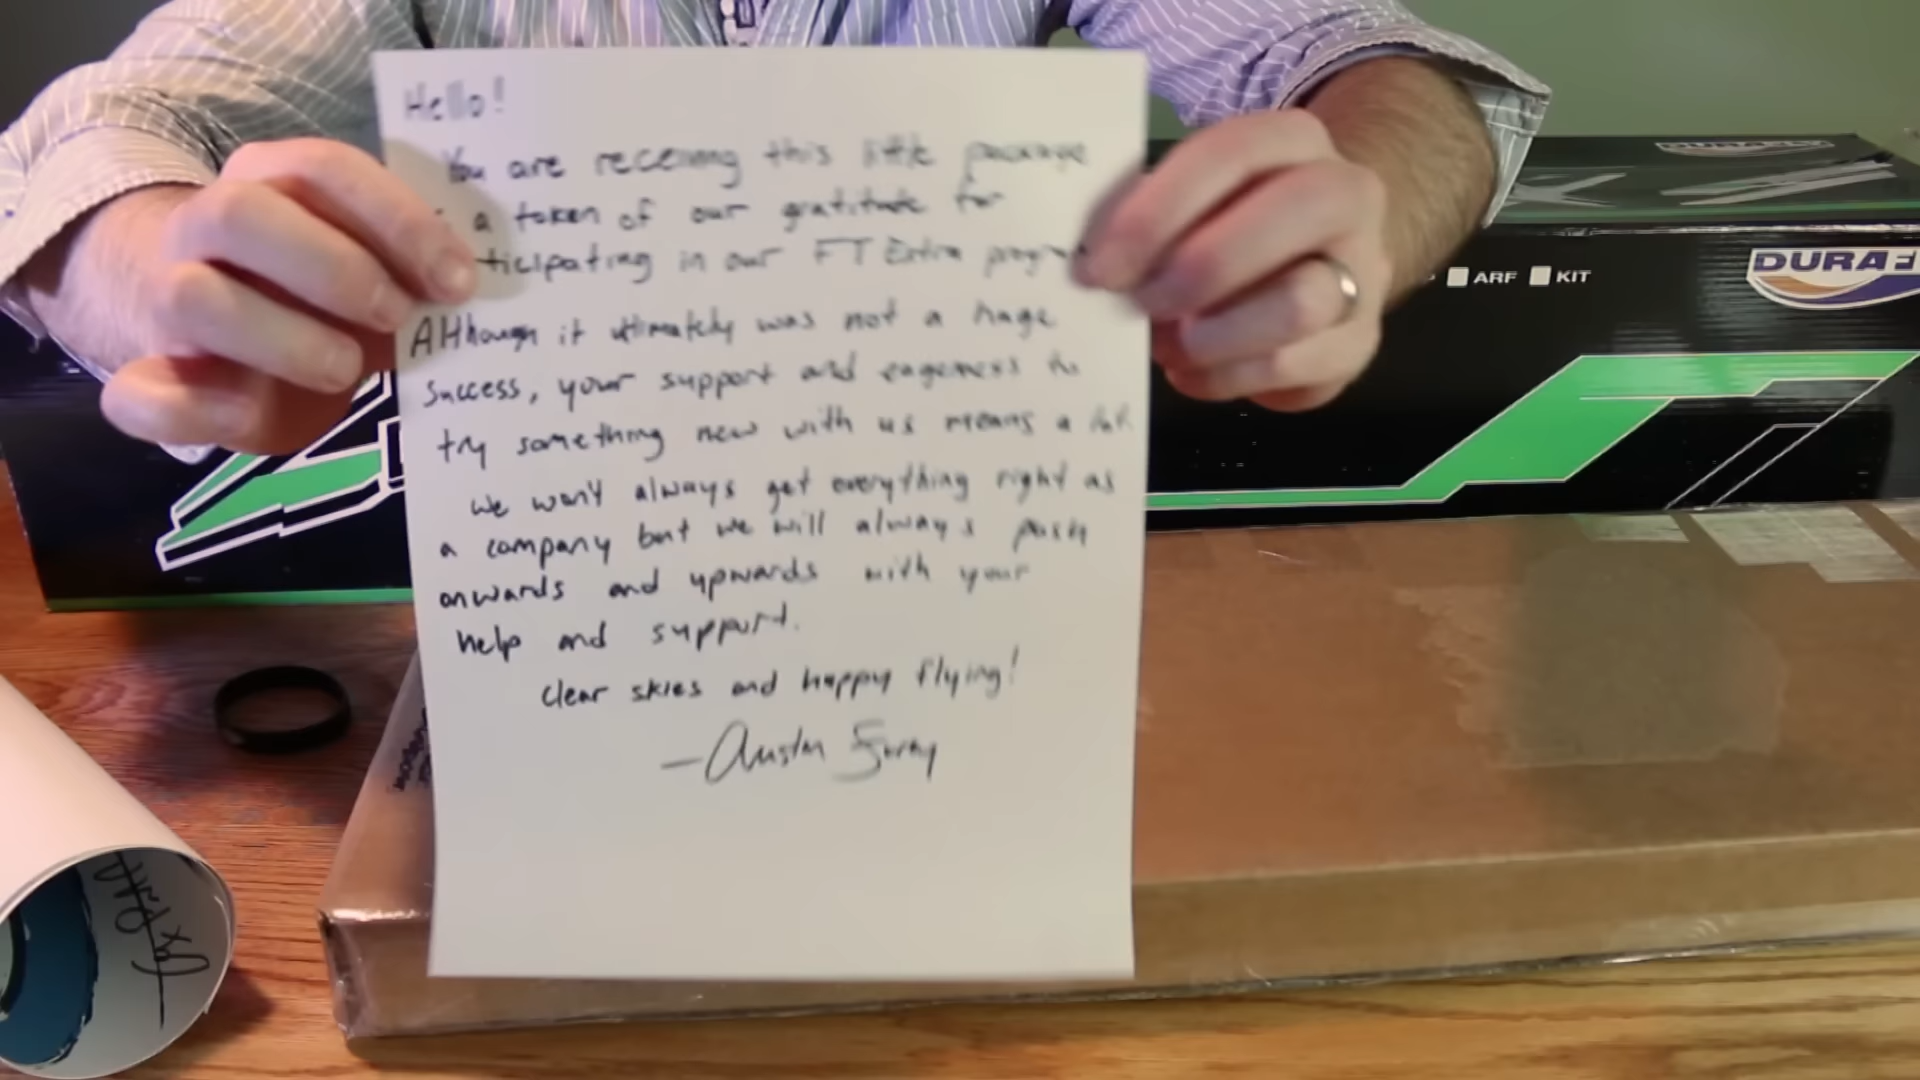 Hello!
You are receiving this little package
a token of our gratitude for
ticipating in our FT Extra
Although it ultimately was not a huge
success, your support and eagerness to
try something new with us means a lot.
We won't always get everything right as
a company but we will always push
onwards and upwards with your
help and support.
Clear skies and happy flying!
- Austin
ARF KIT
DURAFLY
DURAF